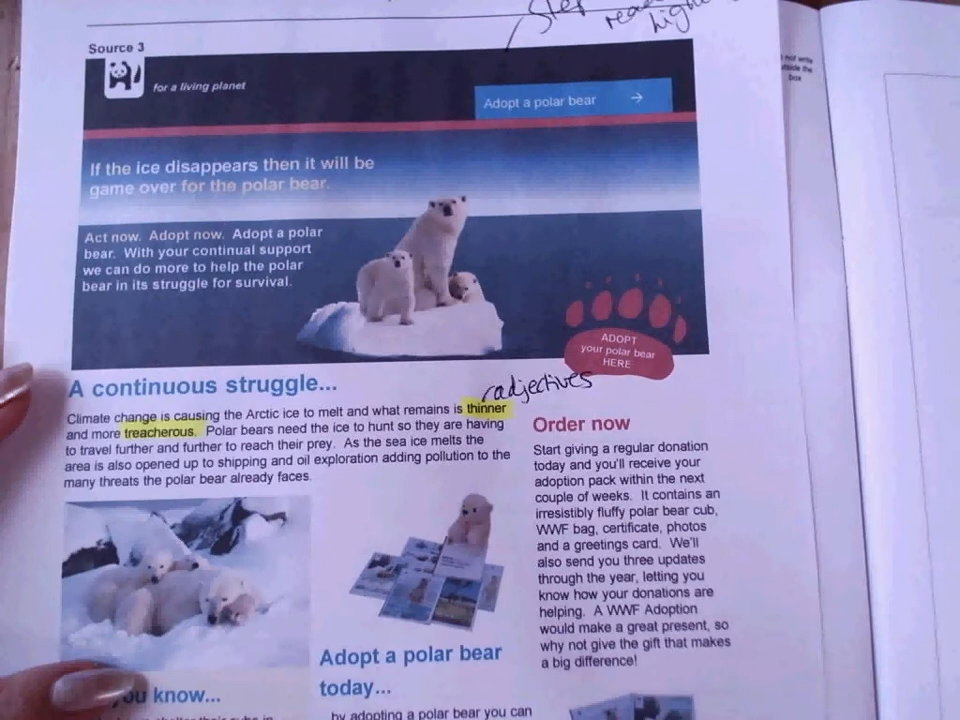 Step
Source 3
for a living planet
Adopt a polar bear
If the ice disappears then it will be
game over for the polar bear.
Act now. Adopt now. Adopt a polar
bear. With your continual support
we can do more to help the polar
bear in its struggle for survival.
ADOPT
your polar bear
HERE
A continuous struggle...
adjectives
Climate change is causing the Arctic ice to melt and what remains is thinner
and more treacherous. Polar bears need the ice to hunt so they are having
to travel further and further to reach their prey. As the sea ice melts the
area is also opened up to shipping and oil exploration adding pollution to the
many threats the polar bear already faces.
Order now
Start giving a regular donation
today and you'll receive your
adoption pack within the next
couple of weeks. It contains an
irresistibly fluffy polar bear cub,
WWF bag, certificate, photos
and a greetings card. We'll
also send you three updates
through the year, letting you
know how your donations are
helping. A WWF Adoption
would make a great present, so
why not give the gift that makes
a big difference!
Adopt a polar bear
today...
by adopting a polar bear you can
know...
not write
outside the
box